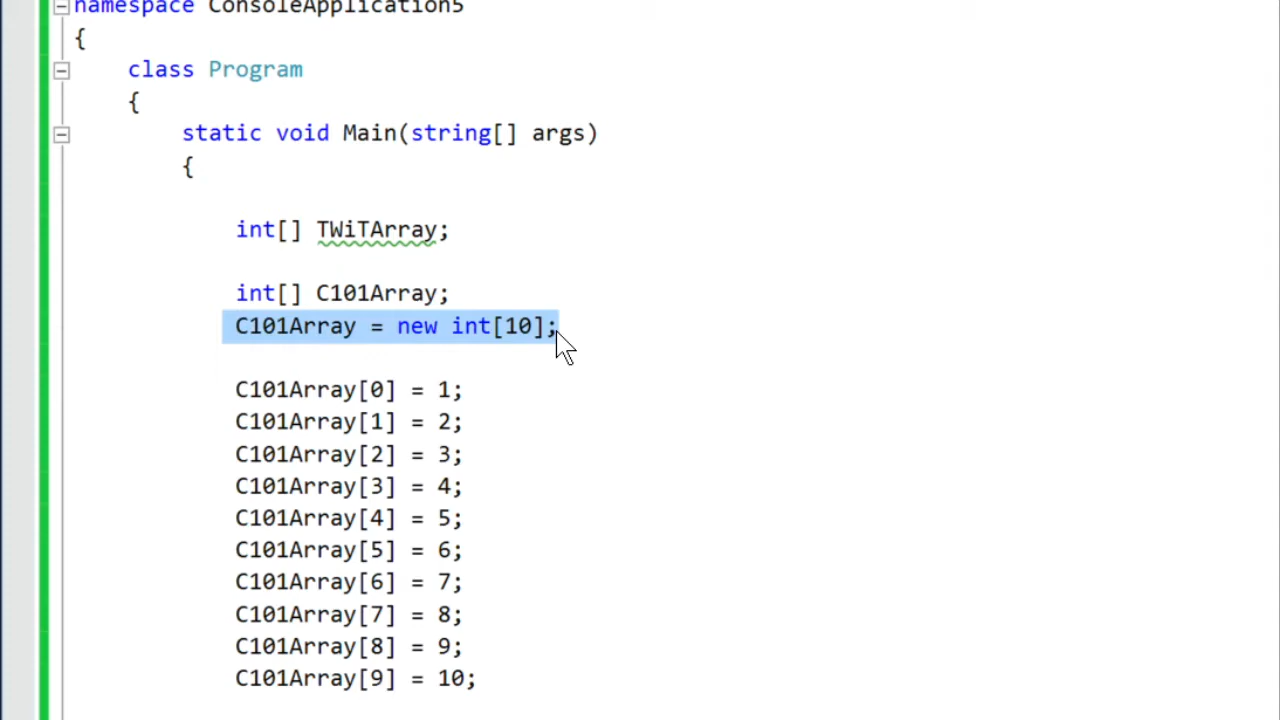 namespace ConsoleApplication5
{
class Program
{
static void Main(string[] args)
{
int[] TWiTArray;
int[] C101Array;
C101Array = new int[10];
C101Array[0] = 1;
C101Array[1] = 2;
C101Array[2] = 3;
C101Array[3] = 4;
C101Array[4] = 5;
C101Array[5] = 6;
C101Array[6] = 7;
C101Array[7] = 8;
C101Array[8] = 9;
C101Array[9] = 10;